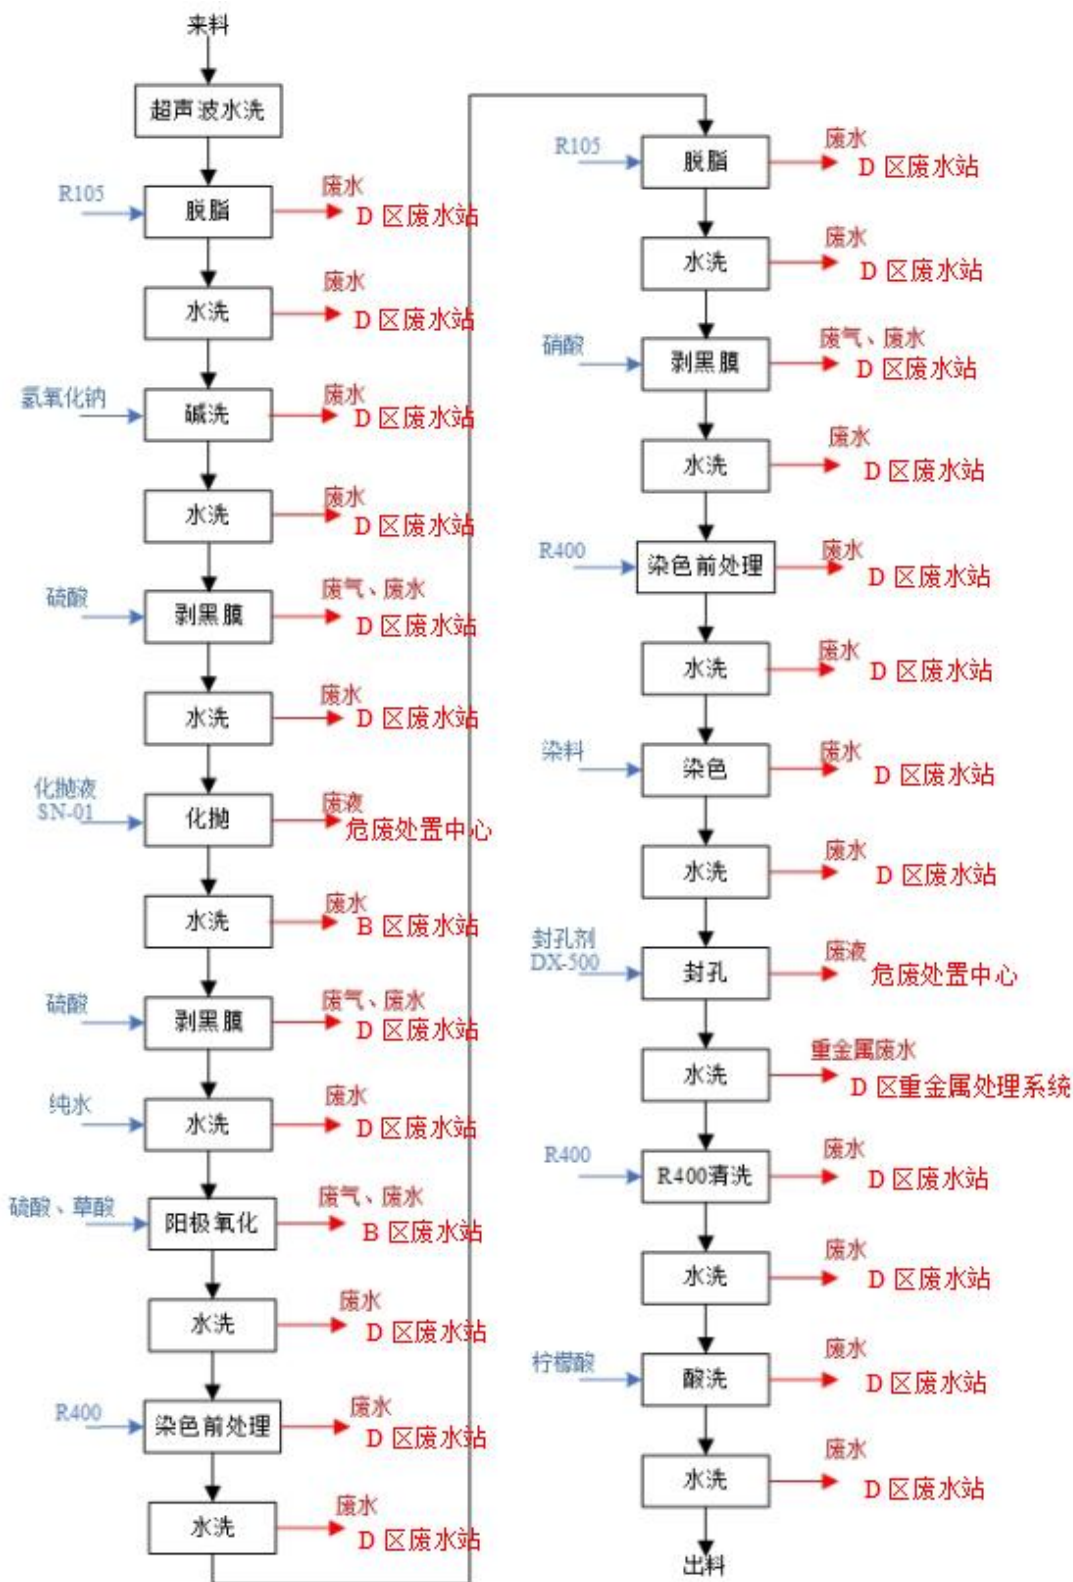 来料
超声波水洗
R105
脱脂
废水
D 区废水站
水洗
废水
D 区废水站
氢氧化钠
碱洗
废水
D 区废水站
水洗
废水
D 区废水站
硫酸
剥黑膜
废气、废水
D 区废水站
水洗
废水
D 区废水站
化抛液
SN-01
化抛
废液
危废处置中心
水洗
废水
B 区废水站
硫酸
剥黑膜
废气、废水
D 区废水站
纯水
水洗
废水
D 区废水站
硫酸、草酸
阳极氧化
废气、废水
B 区废水站
水洗
废水
D 区废水站
R400
染色前处理
废水
D 区废水站
水洗
废水
D 区废水站
R105
脱脂
废水
D 区废水站
水洗
废水
D 区废水站
硝酸
剥黑膜
废气、废水
D 区废水站
水洗
废水
D 区废水站
R400
染色前处理
废水
D 区废水站
水洗
废水
D 区废水站
染料
染色
废水
D 区废水站
水洗
废水
D 区废水站
封孔剂
DX-500
封孔
废液
危废处置中心
水洗
重金属废水
D 区重金属处理系统
R400
R400清洗
废水
D 区废水站
水洗
废水
D 区废水站
柠檬酸
酸洗
废水
D 区废水站
水洗
废水
D 区废水站
出料